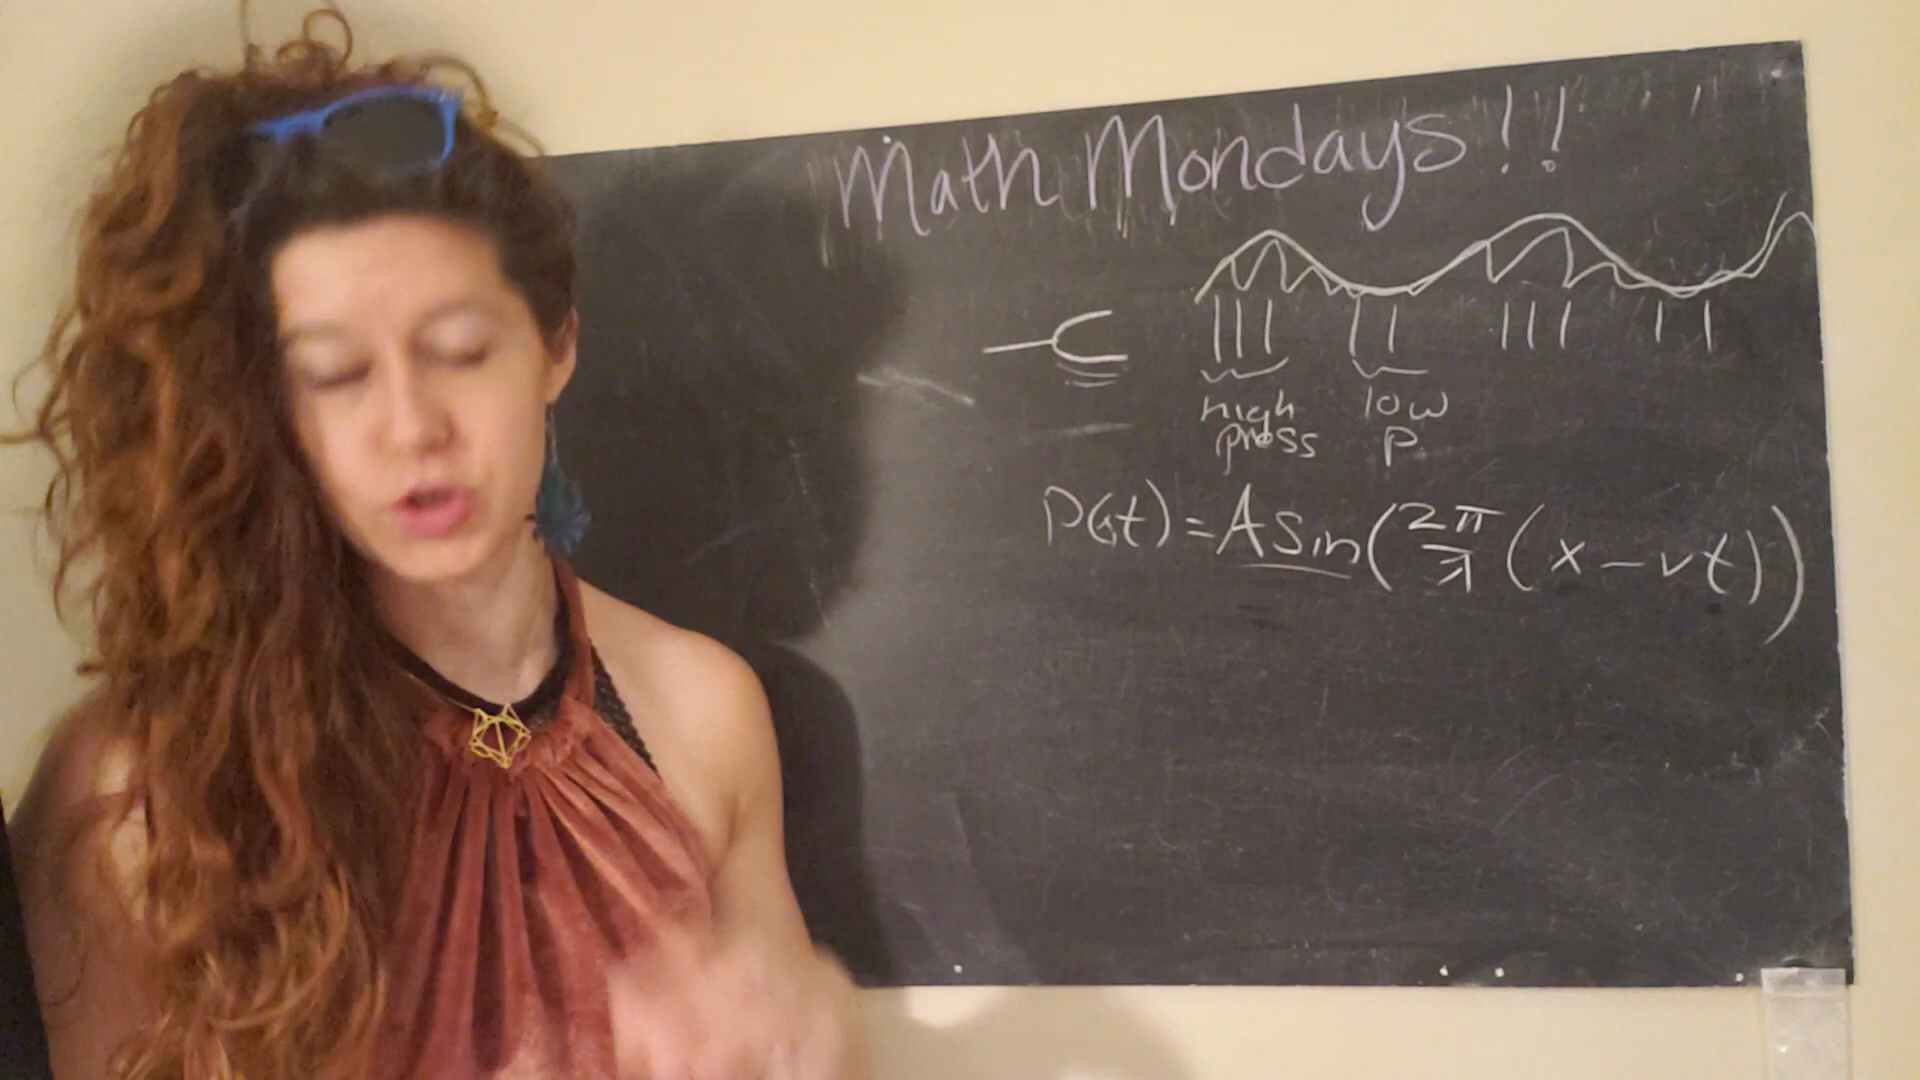 Math Mondays!!
high low
press P
P(x,t) = A sin(2π/λ (x - vt))